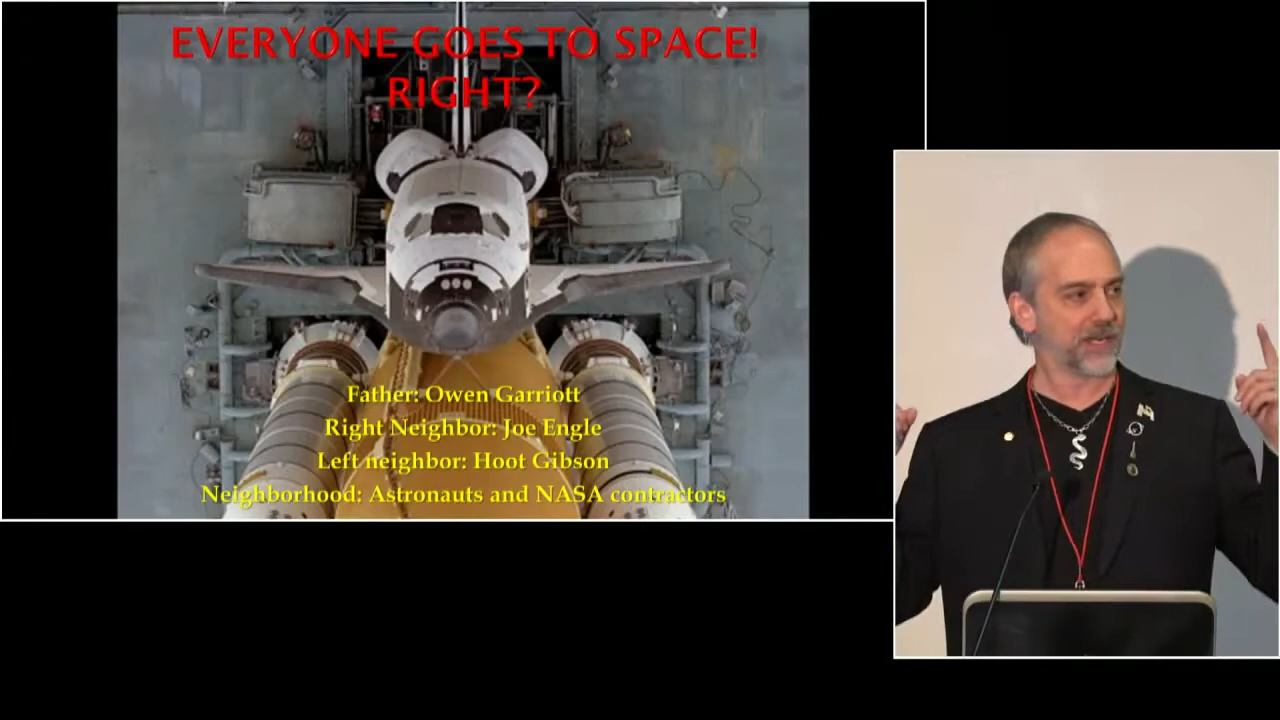 EVERYONE GOES TO SPACE!
RIGHT?
Father: Owen Garriott
Right Neighbor: Joe Engle
Left neighbor: Hoot Gibson
Neighborhood: Astronauts and NASA contractors